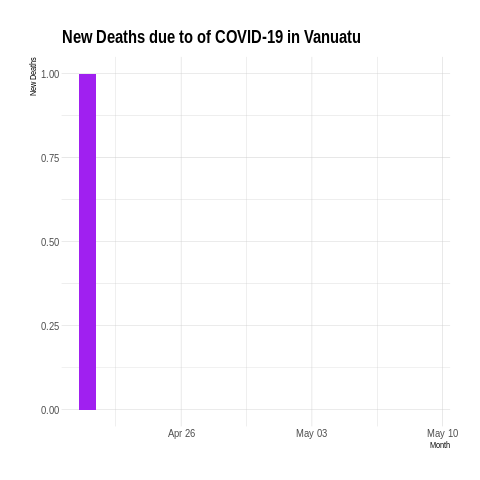 New Deaths due to of COVID-19 in Vanuatu
New Deaths
1.00
0.75
0.50
0.25
0.00
Apr 26 May 03 May 10
Month